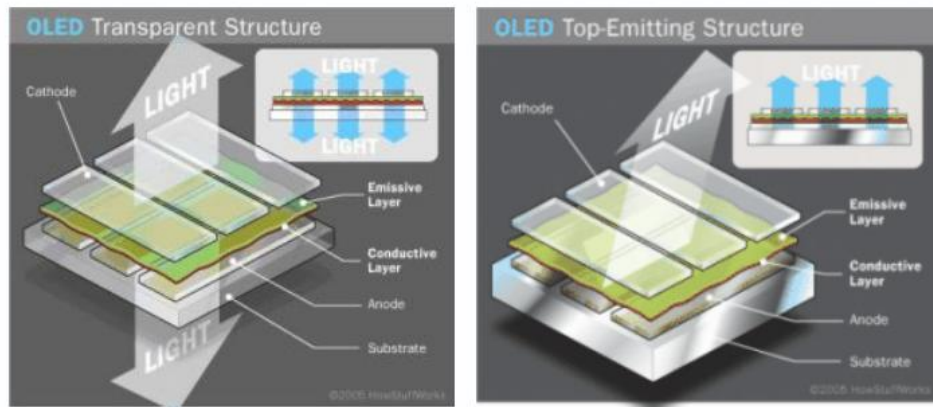 OLED Transparent Structure
LIGHT
LIGHT
LIGHT
Cathode
Emissive
Layer
Conductive
Layer
Anode
Substrate
LIGHT
©2005 HowStuffWorks
OLED Top-Emitting Structure
LIGHT
LIGHT
Cathode
Emissive
Layer
Conductive
Layer
Anode
Substrate
©2005 HowStuffWorks